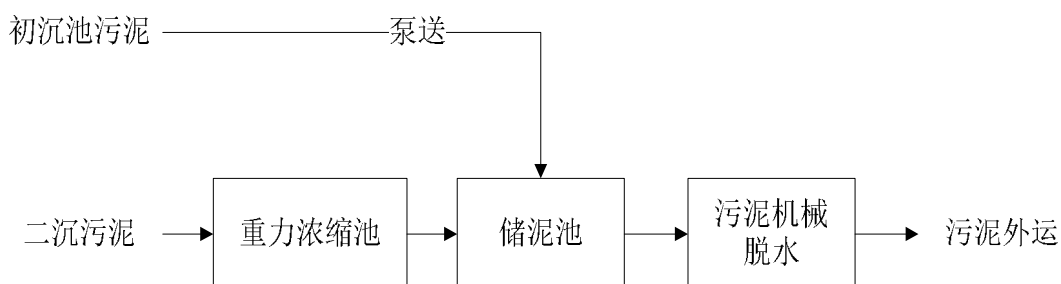 初沉池污泥
泵送
二沉污泥
重力浓缩池
储泥池
污泥机械
脱水
污泥外运